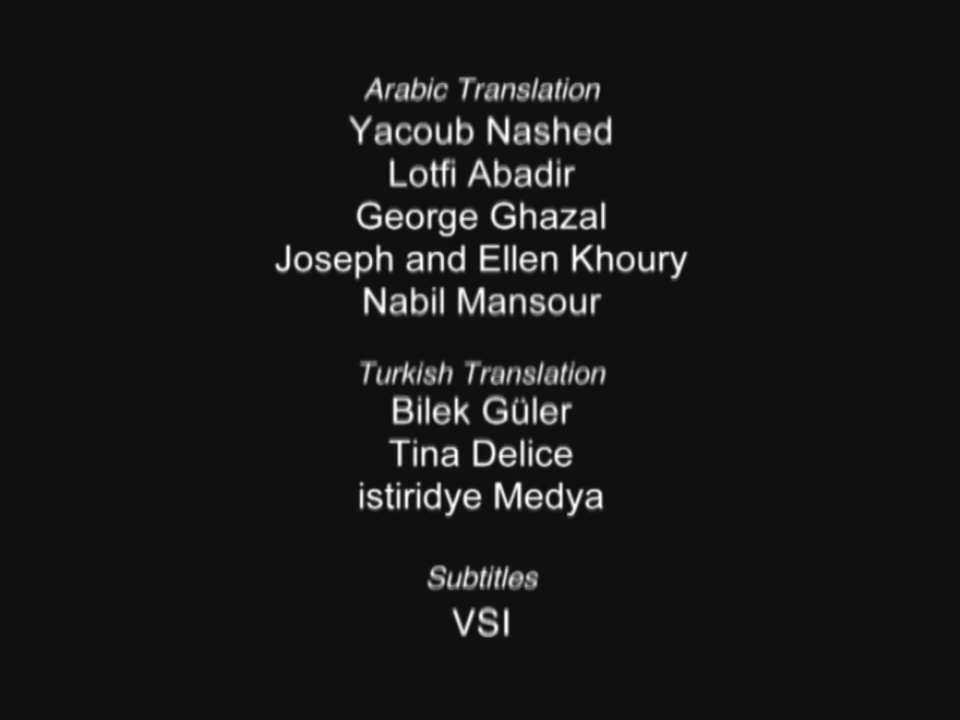 Arabic Translation
Yacoub Nashed
Lotfi Abadir
George Ghazal
Joseph and Ellen Khoury
Nabil Mansour
Turkish Translation
Bilek Güler
Tina Delice
istiridye Medya
Subtitles
VSI